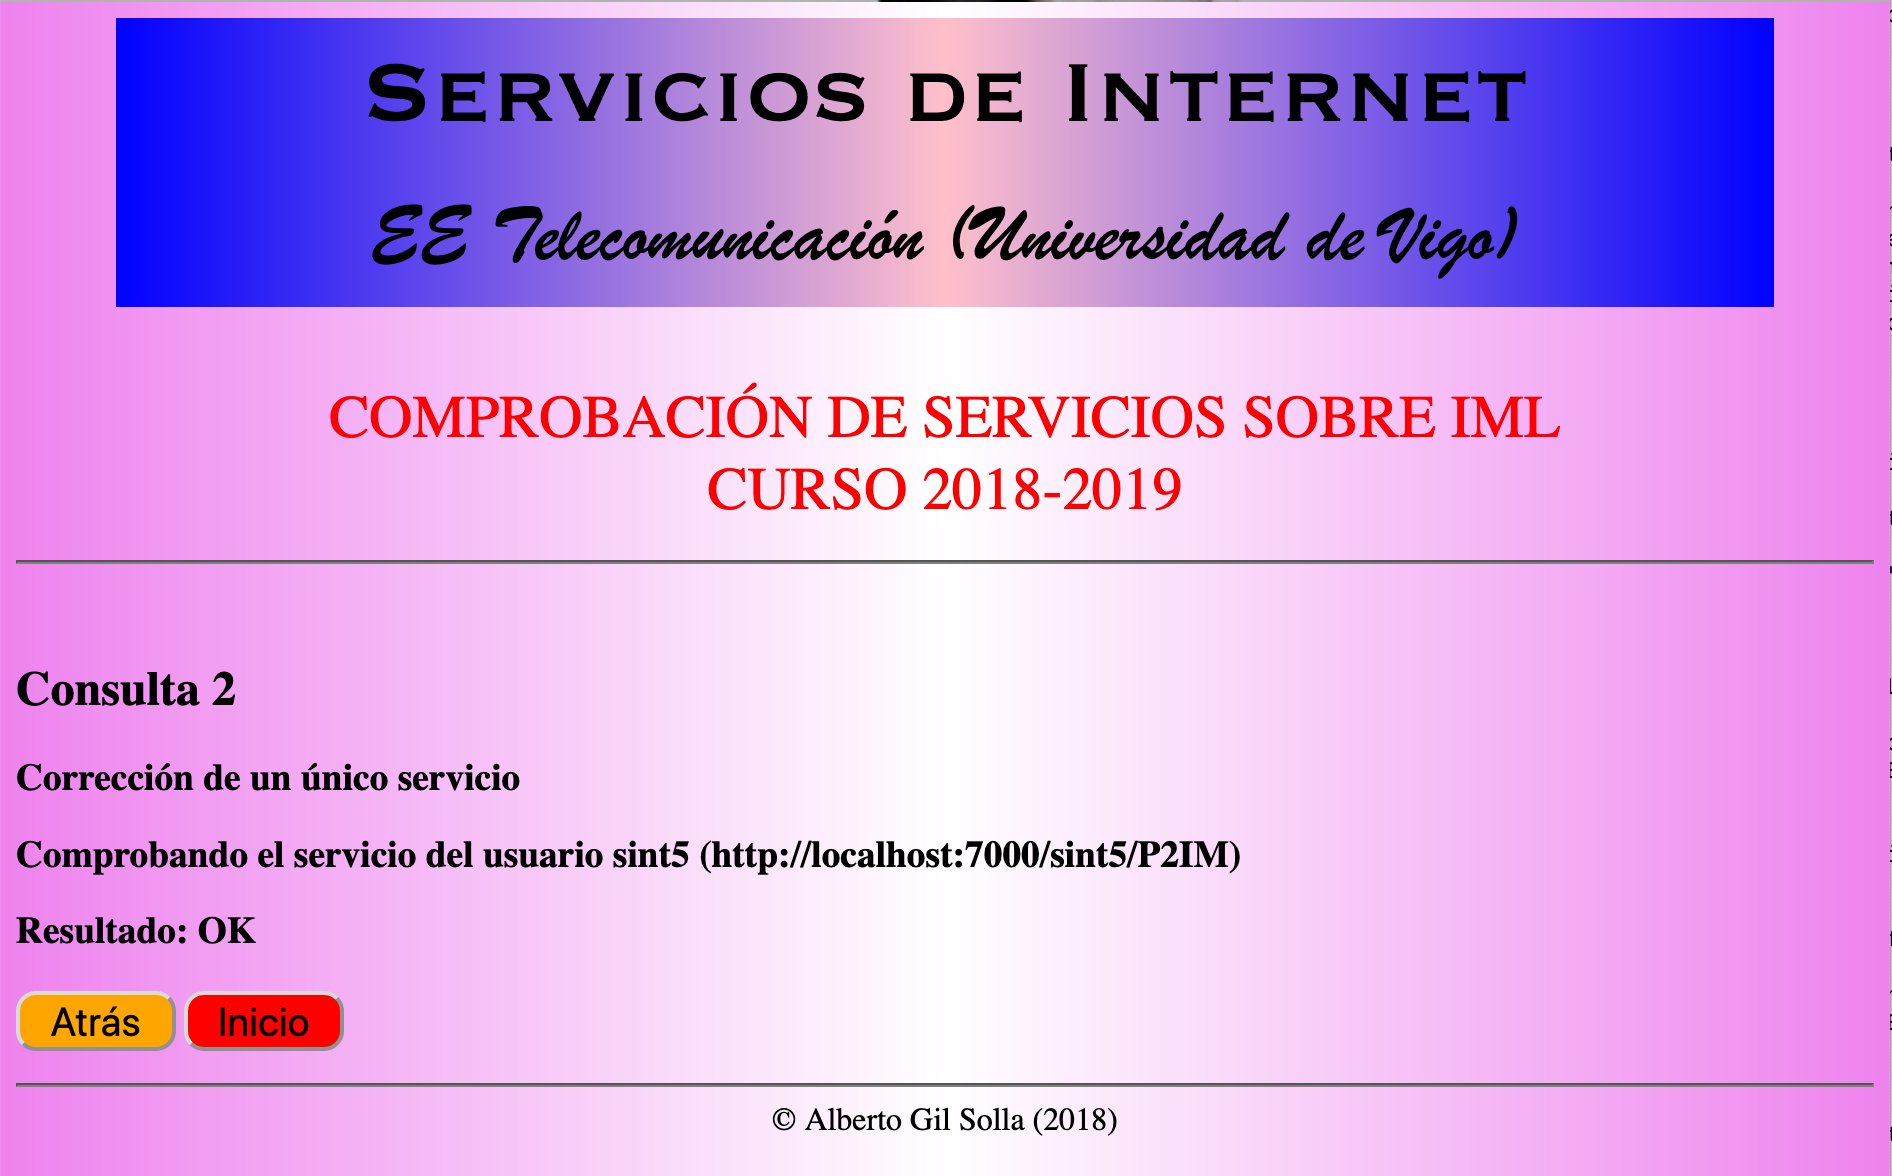 Servicios de Internet
EE Telecomunicación (Universidad de Vigo)
COMPROBACIÓN DE SERVICIOS SOBRE IML
CURSO 2018-2019
Consulta 2
Corrección de un único servicio
Comprobando el servicio del usuario sint5 (http://localhost:7000/sint5/P2IM)
Resultado: OK
Atrás Inicio
© Alberto Gil Solla (2018)